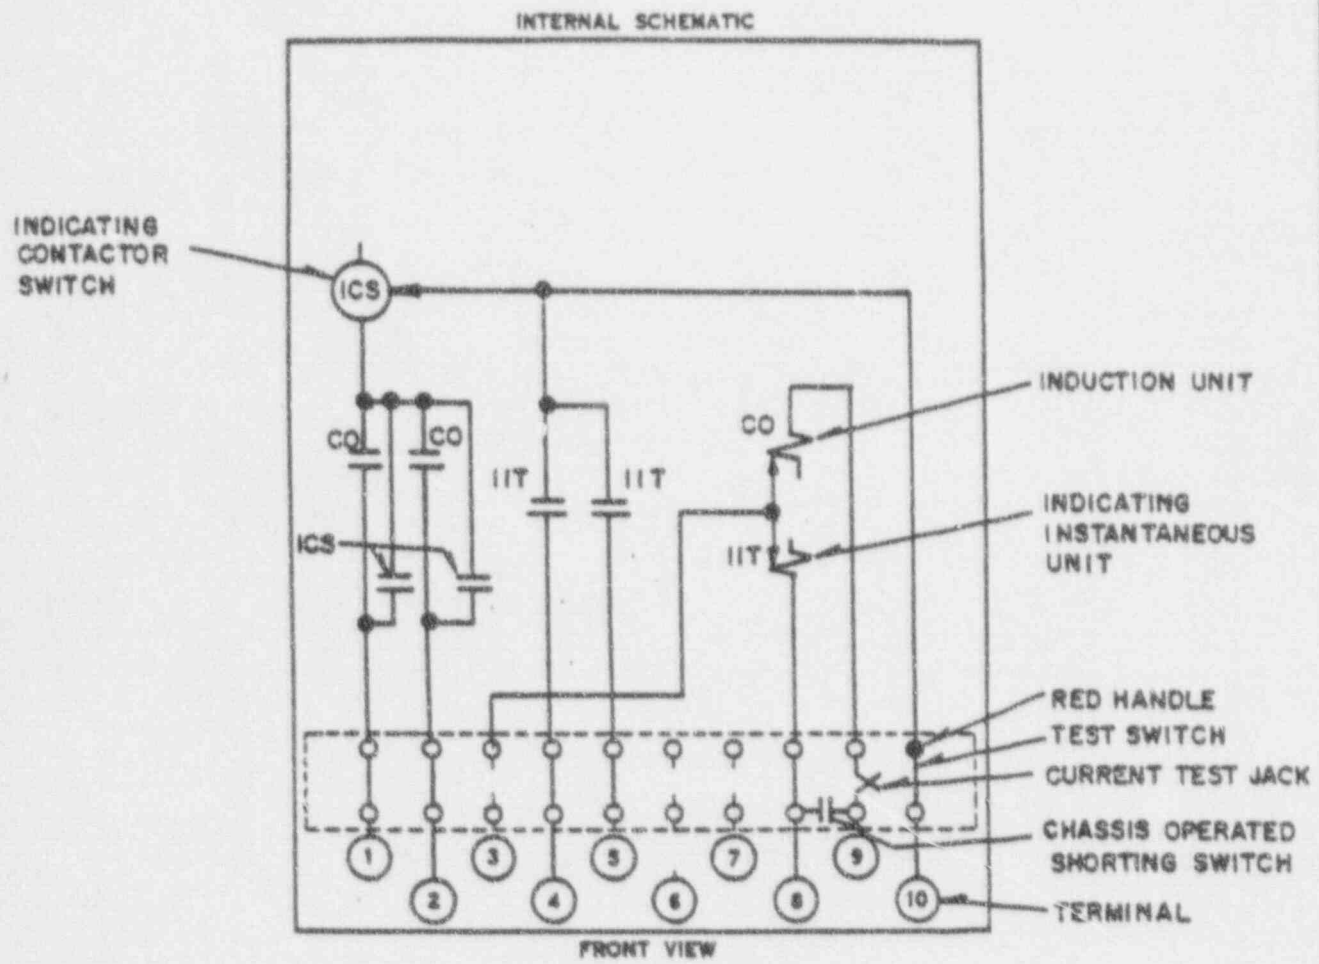 INTERNAL SCHEMATIC
INDICATING
CONTACTOR
SWITCH
ICS
INDUCTION UNIT
CO
CO
CO
IIT
IIT
INDICATING
INSTANTANEOUS
UNIT
ICS
IIT
RED HANDLE
TEST SWITCH
CURRENT TEST JACK
CHASSIS OPERATED
SHORTING SWITCH
1
3
5
7
9
2
4
6
8
10
TERMINAL
FRONT VIEW